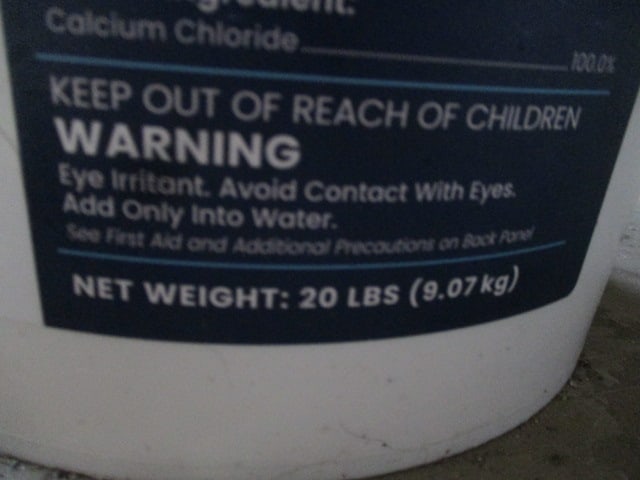 Ingredient:
Calcium Chloride 100.0%
KEEP OUT OF REACH OF CHILDREN
WARNING
Eye Irritant. Avoid Contact With Eyes.
Add Only Into Water.
See First Aid and Additional Precautions on Back Panel
NET WEIGHT: 20 LBS (9.07 kg)